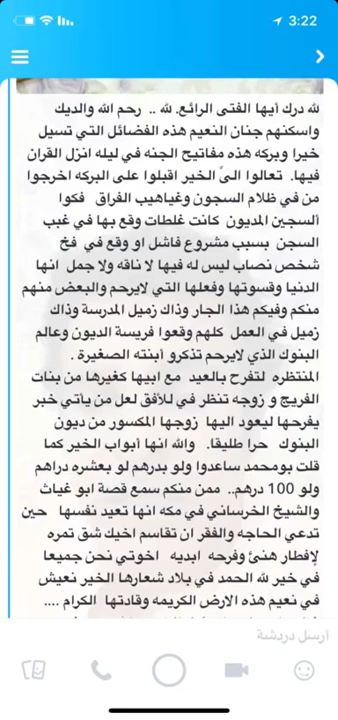 3:22
لله درك أيها الفتى الرائع. لله .. رحم الله والديك
واسكنهم جنان النعيم هذه الفضائل التي تسيل
خيرا وبركه هذه مفاتيح الجنه في ليله انزل القران
فيها. تعالوا الى الخير اقبلوا على البركه اخرجوا
من في ظلام السجون وغياهيب الفراق فكوا
ألسجين المديون كانت غلطات وقع بها في غيب
السجن بسبب مشروع فاشل او وقع في فخ
شخص نصاب ليس له فيها لا ناقه ولا جمل انها
الدنيا وقسوتها وفعلها التي لايرحم والبعض منهم
منكم وفيكم هذا الجار وذاك زميل المدرسة وذاك
زميل في العمل كلهم وقعوا فريسة الديون وعالم
البنوك الذي لايرحم تذكرو أبنته الصغيرة .
المنتظره لتفرح بالعيد مع ابيها كغيرها من بنات
الفريج و زوجه تنظر في للأفق لعل من يأتي خبر
يفرحها ليعود اليها زوجها المكسور من ديون
البنوك حرا طليقا. والله انها أبواب الخير كما
قلت بومحمد ساعدوا ولو بدرهم لو بعشره دراهم
ولو 100 درهم.. ممن منكم سمع قصة ابو غياث
والشيخ الخرساني في مكه انها تعيد نفسها حين
تدعي الحاجه والفقر ان تقاسم اخيك شق تمره
لإفطار هنئ وفرحه ابديه اخوتي نحن جميعا
في خير لله الحمد في بلاد شعارها الخير نعيش
في نعيم هذه الارض الكريمه وقادتها الكرام ....
أرسل دردشة